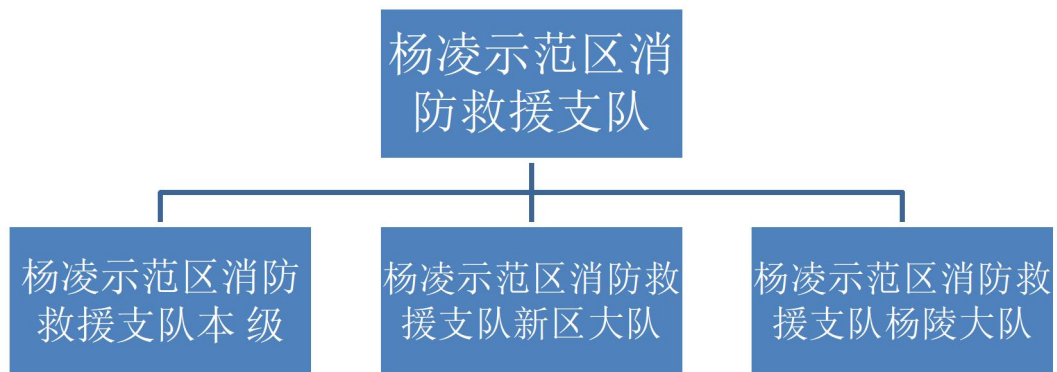 杨凌示范区消
防救援支队
杨凌示范区消防
救援支队本 级
杨凌示范区消防救
援支队新区大队
杨凌示范区消防救
援支队杨陵大队